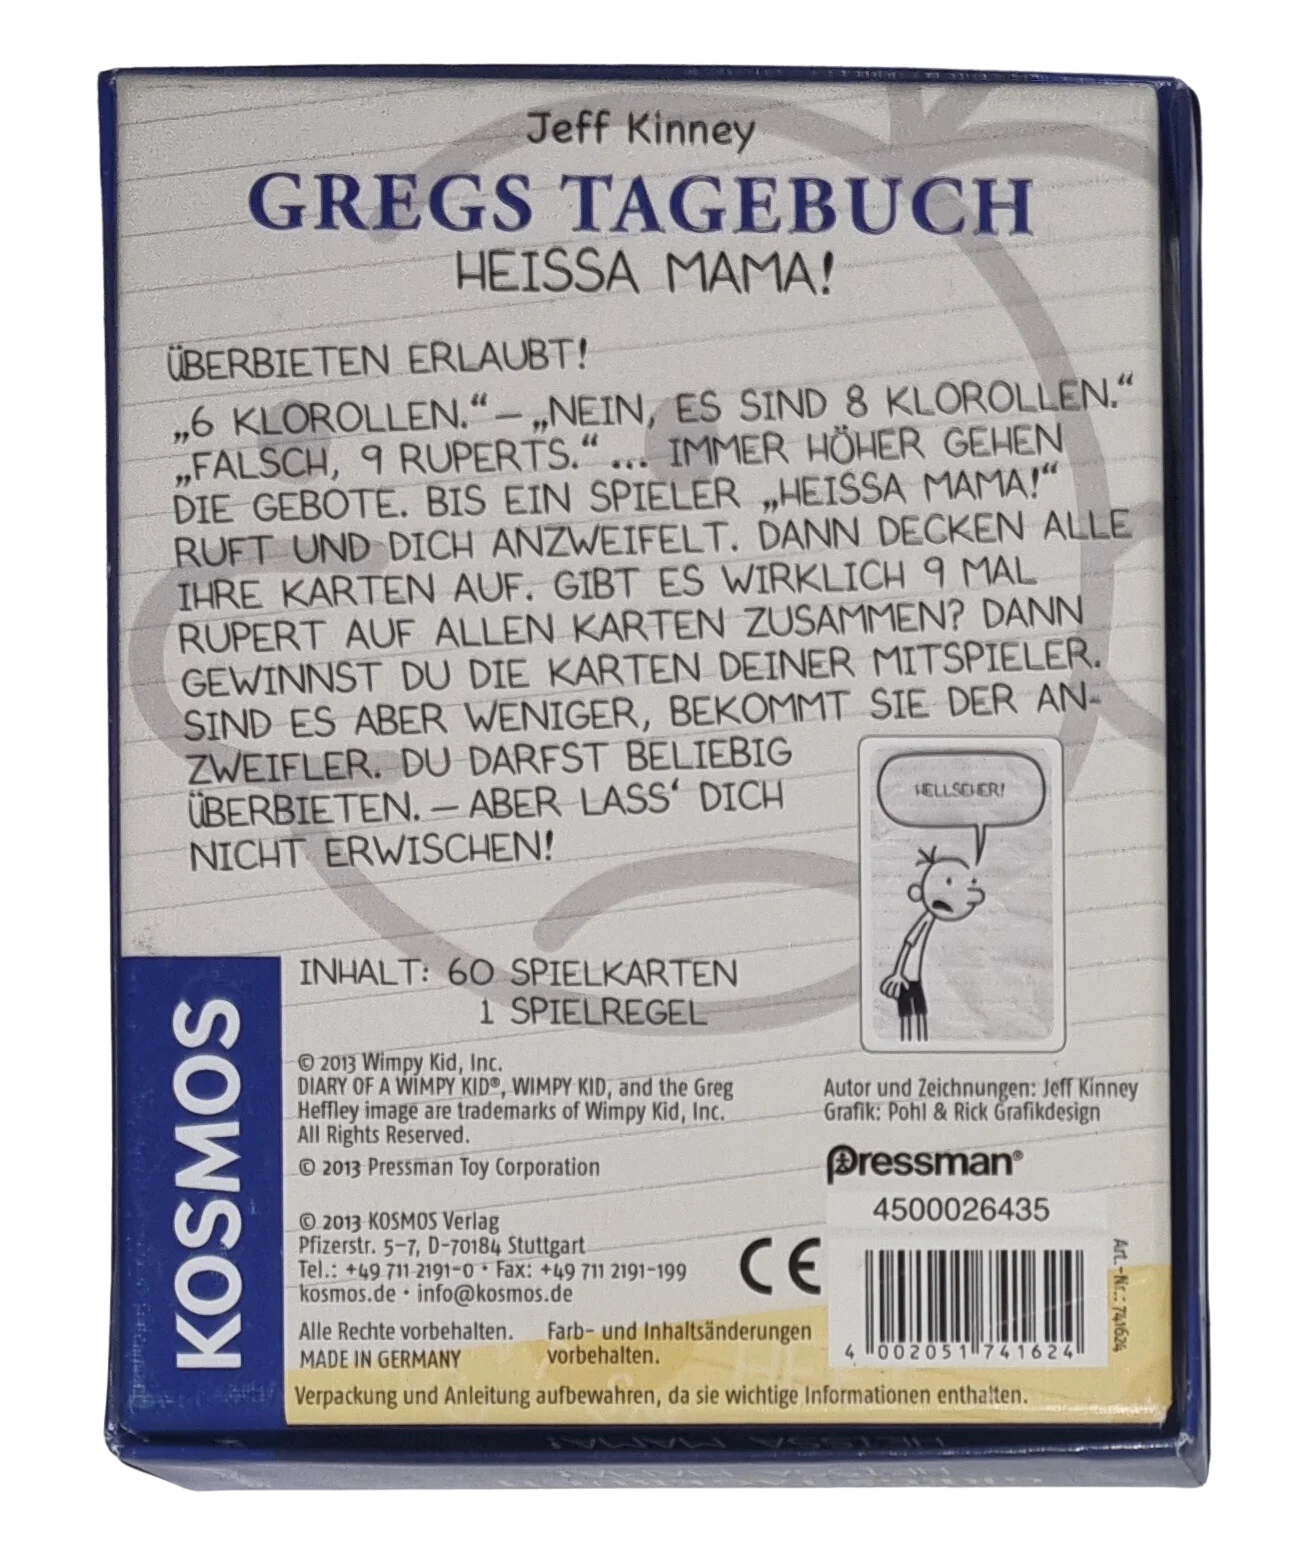 Jeff Kinney
GREGS TAGEBUCH
HEISSA MAMA!
ÜBERBIETEN ERLAUBT!
„6 KLOROLLEN.“ – „NEIN, ES SIND 8 KLOROLLEN.“
„FALSCH, 9 RUPERTS.“ ... IMMER HÖHER GEHEN
DIE GEBOTE. BIS EIN SPIELER „HEISSA MAMA!“
RUFT UND DICH ANZWEIFELT. DANN DECKEN ALLE
IHRE KARTEN AUF. GIBT ES WIRKLICH 9 MAL
RUPERT AUF ALLEN KARTEN ZUSAMMEN? DANN
GEWINNST DU DIE KARTEN DEINER MITSPIELER.
SIND ES ABER WENIGER, BEKOMMT SIE DER AN-
ZWEIFLER. DU DARFST BELIEBIG
ÜBERBIETEN. – ABER LASS‘ DICH
NICHT ERWISCHEN!
HELLSEHER!
INHALT: 60 SPIELKARTEN
1 SPIELREGEL
KOSMOS
© 2013 Wimpy Kid, Inc.
DIARY OF A WIMPY KID®, WIMPY KID, and the Greg
Heffley image are trademarks of Wimpy Kid, Inc.
All Rights Reserved.
© 2013 Pressman Toy Corporation
Autor und Zeichnungen: Jeff Kinney
Grafik: Pohl & Rick Grafikdesign
Pressman®
4500026435
© 2013 KOSMOS Verlag
Pfizerstr. 5–7, D-70184 Stuttgart
Tel.: +49 711 2191-0 • Fax: +49 711 2191-199
kosmos.de • info@kosmos.de
CE
Art.-Nr.: 741624
4 002051 741624
Alle Rechte vorbehalten.
MADE IN GERMANY
Farb- und Inhaltsänderungen
vorbehalten.
Verpackung und Anleitung aufbewahren, da sie wichtige Informationen enthalten.